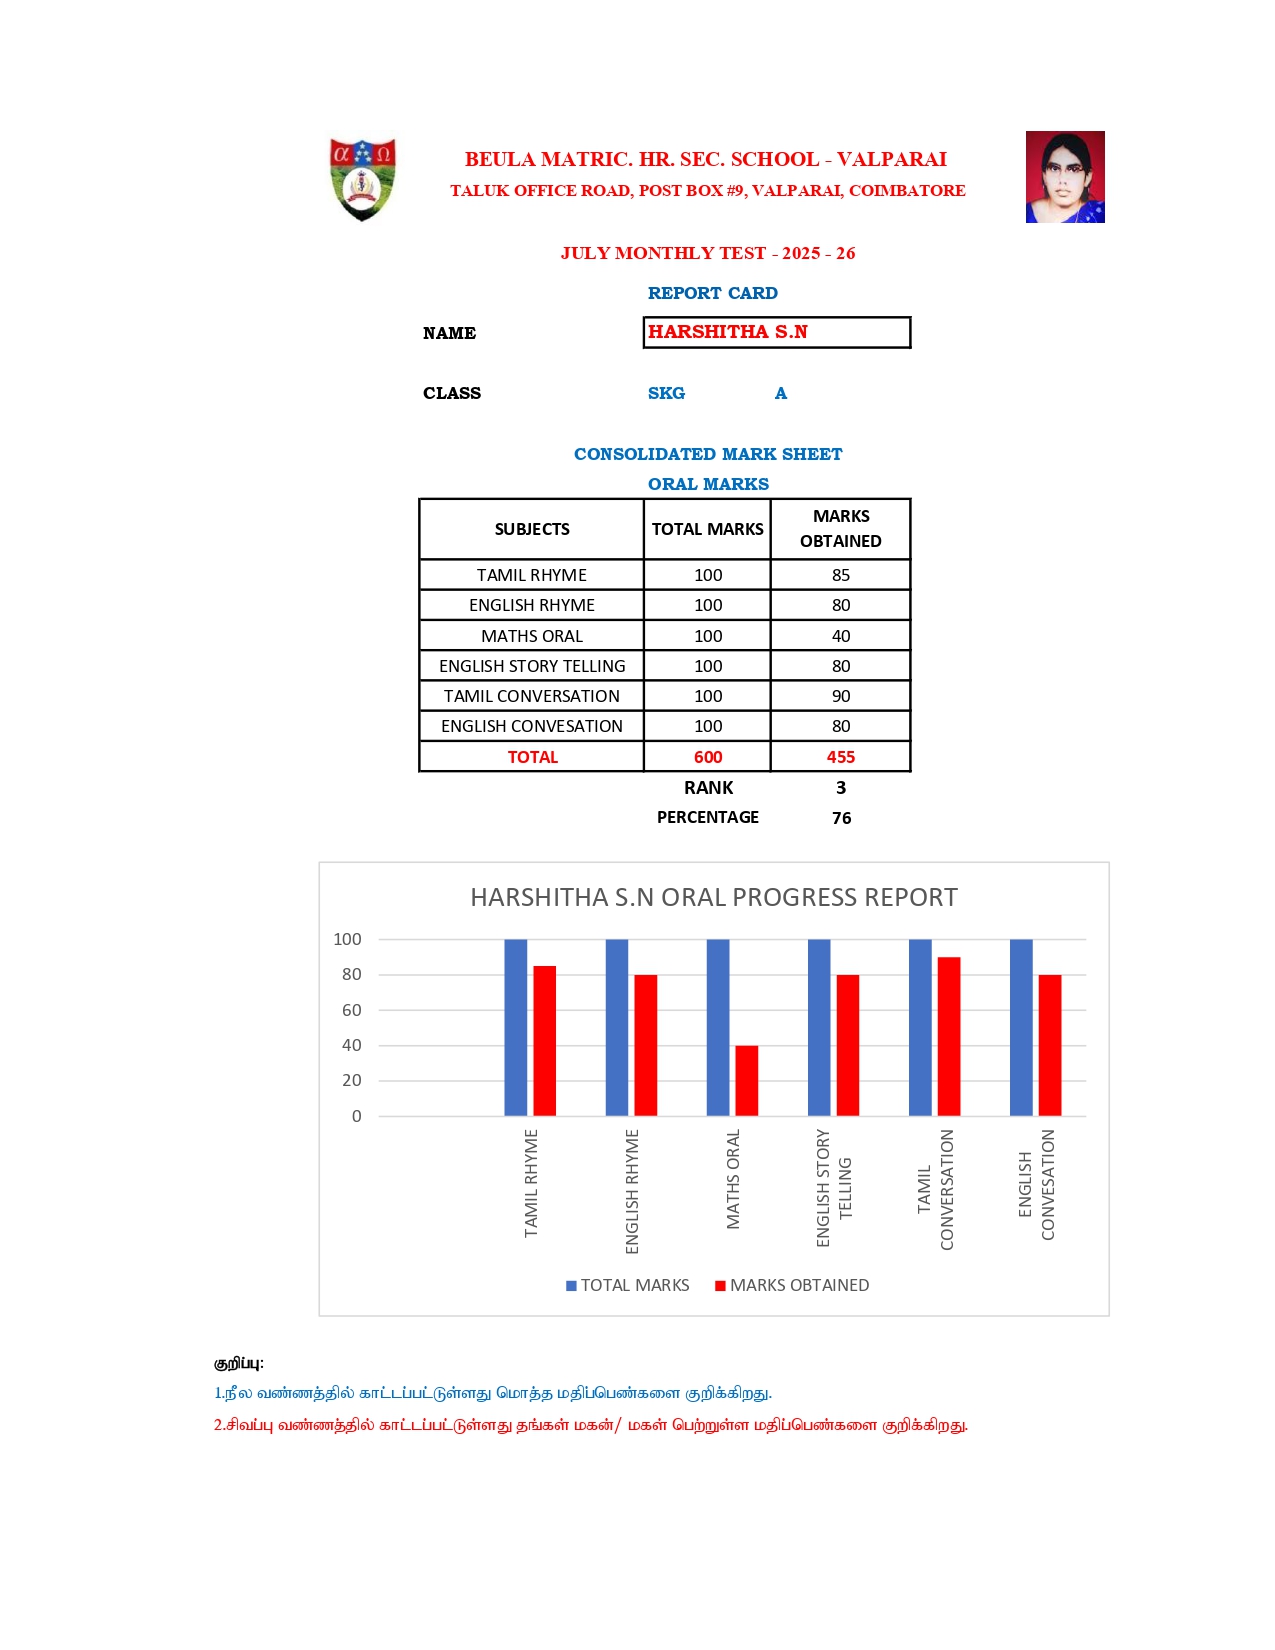 α Ω
BEULA MATRIC. HR. SEC. SCHOOL - VALPARAI
TALUK OFFICE ROAD, POST BOX #9, VALPARAI, COIMBATORE
JULY MONTHLY TEST - 2025 - 26
REPORT CARD
NAME HARSHITHA S.N
CLASS SKG A
CONSOLIDATED MARK SHEET
ORAL MARKS
SUBJECTS TOTAL MARKS MARKS OBTAINED
TAMIL RHYME 100 85
ENGLISH RHYME 100 80
MATHS ORAL 100 40
ENGLISH STORY TELLING 100 80
TAMIL CONVERSATION 100 90
ENGLISH CONVESATION 100 80
TOTAL 600 455
RANK 3
PERCENTAGE 76
HARSHITHA S.N ORAL PROGRESS REPORT
100
80
60
40
20
0
TAMIL RHYME
ENGLISH RHYME
MATHS ORAL
ENGLISH STORY TELLING
TAMIL CONVERSATION
ENGLISH CONVESATION
TOTAL MARKS MARKS OBTAINED
குறிப்பு:
1.நீல வண்ணத்தில் காட்டப்பட்டுள்ளது மொத்த மதிப்பெண்களை குறிக்கிறது.
2.சிவப்பு வண்ணத்தில் காட்டப்பட்டுள்ளது தங்கள் மகன்/ மகள் பெற்றுள்ள மதிப்பெண்களை குறிக்கிறது.